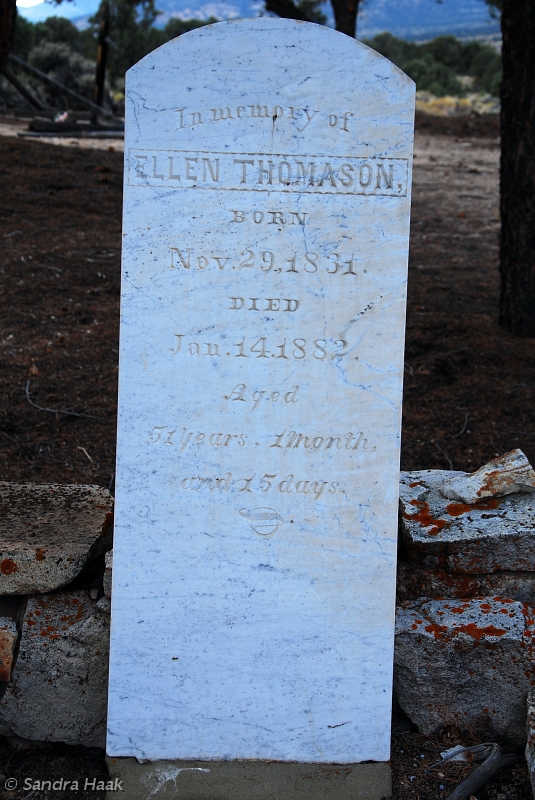 In memory of
ELLEN THOMASON,
BORN
Nov. 29, 1831.
DIED
Jan. 14, 1882.
Aged
51 Years, 1 Month,
and 15 days.
© Sandra Haak